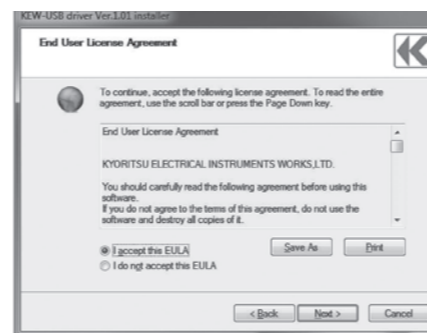 KEW-USB driver Ver.1.01 installer
End User License Agreement
To continue, accept the following license agreement. To read the entire
agreement, use the scroll bar or press the Page Down key.
End User License Agreement
KYORITSU ELECTRICAL INSTRUMENTS WORKS,LTD.
You should carefully read the following agreement before using this
software.
If you do not agree to the terms of this agreement, do not use the
software and destroy all copies of it.
I accept this EULA
Save As
Print
I do not accept this EULA
< Back
Next >
Cancel